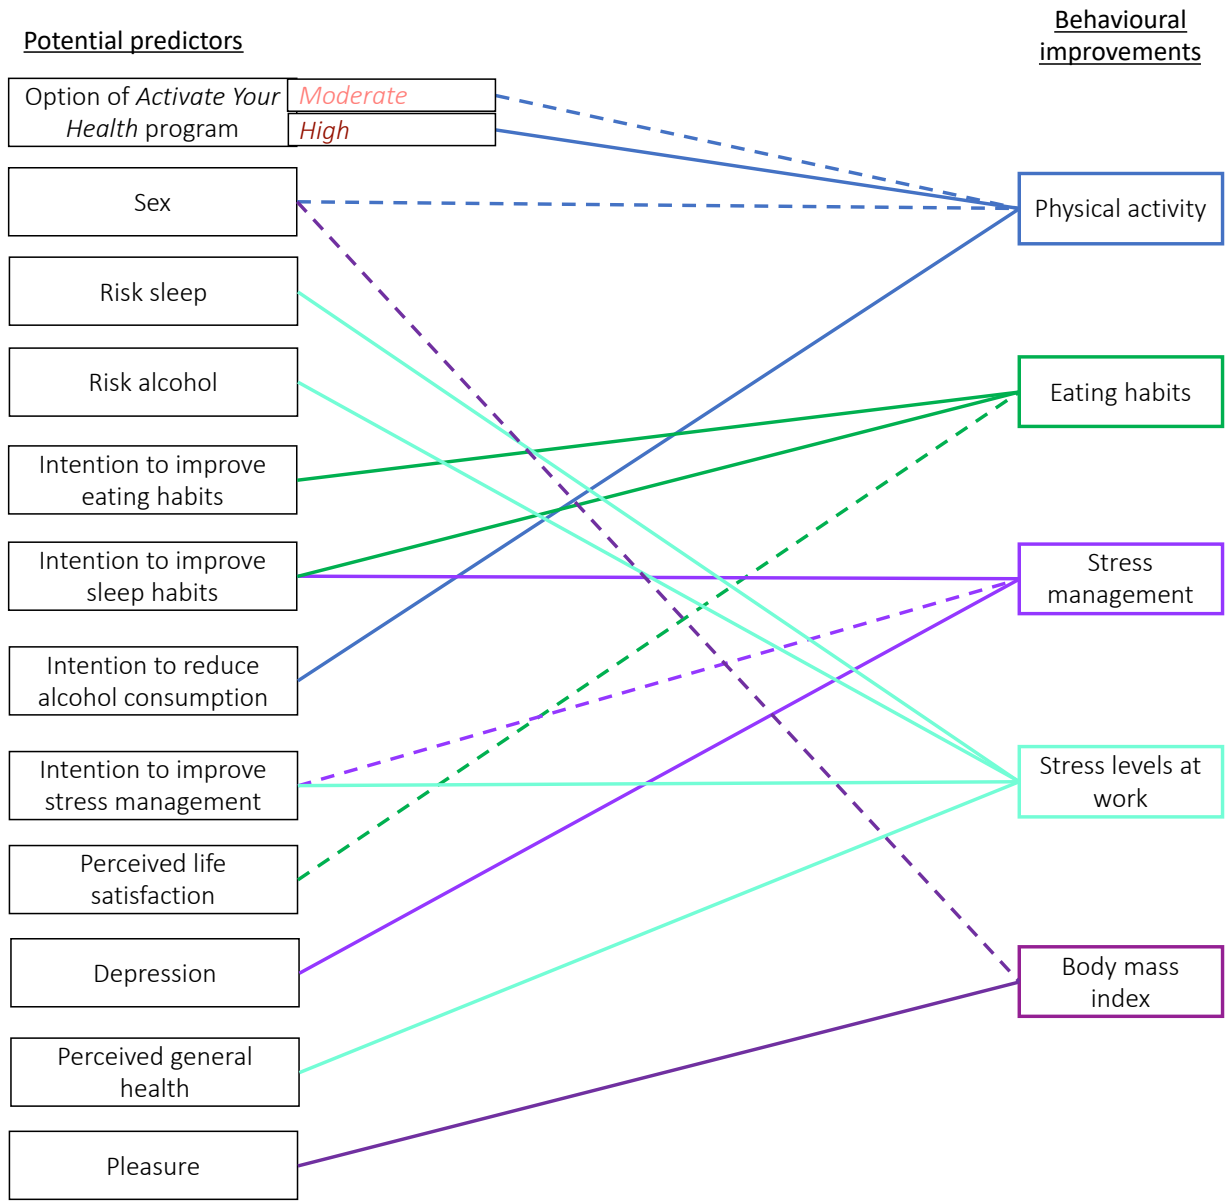 Potential predictors
Behavioural
improvements
Option of Activate Your
Health program
Moderate
High
Sex
Physical activity
Risk sleep
Risk alcohol
Eating habits
Intention to improve
eating habits
Intention to improve
sleep habits
Stress
management
Intention to reduce
alcohol consumption
Intention to improve
stress management
Stress levels at
work
Perceived life
satisfaction
Depression
Body mass
index
Perceived general
health
Pleasure